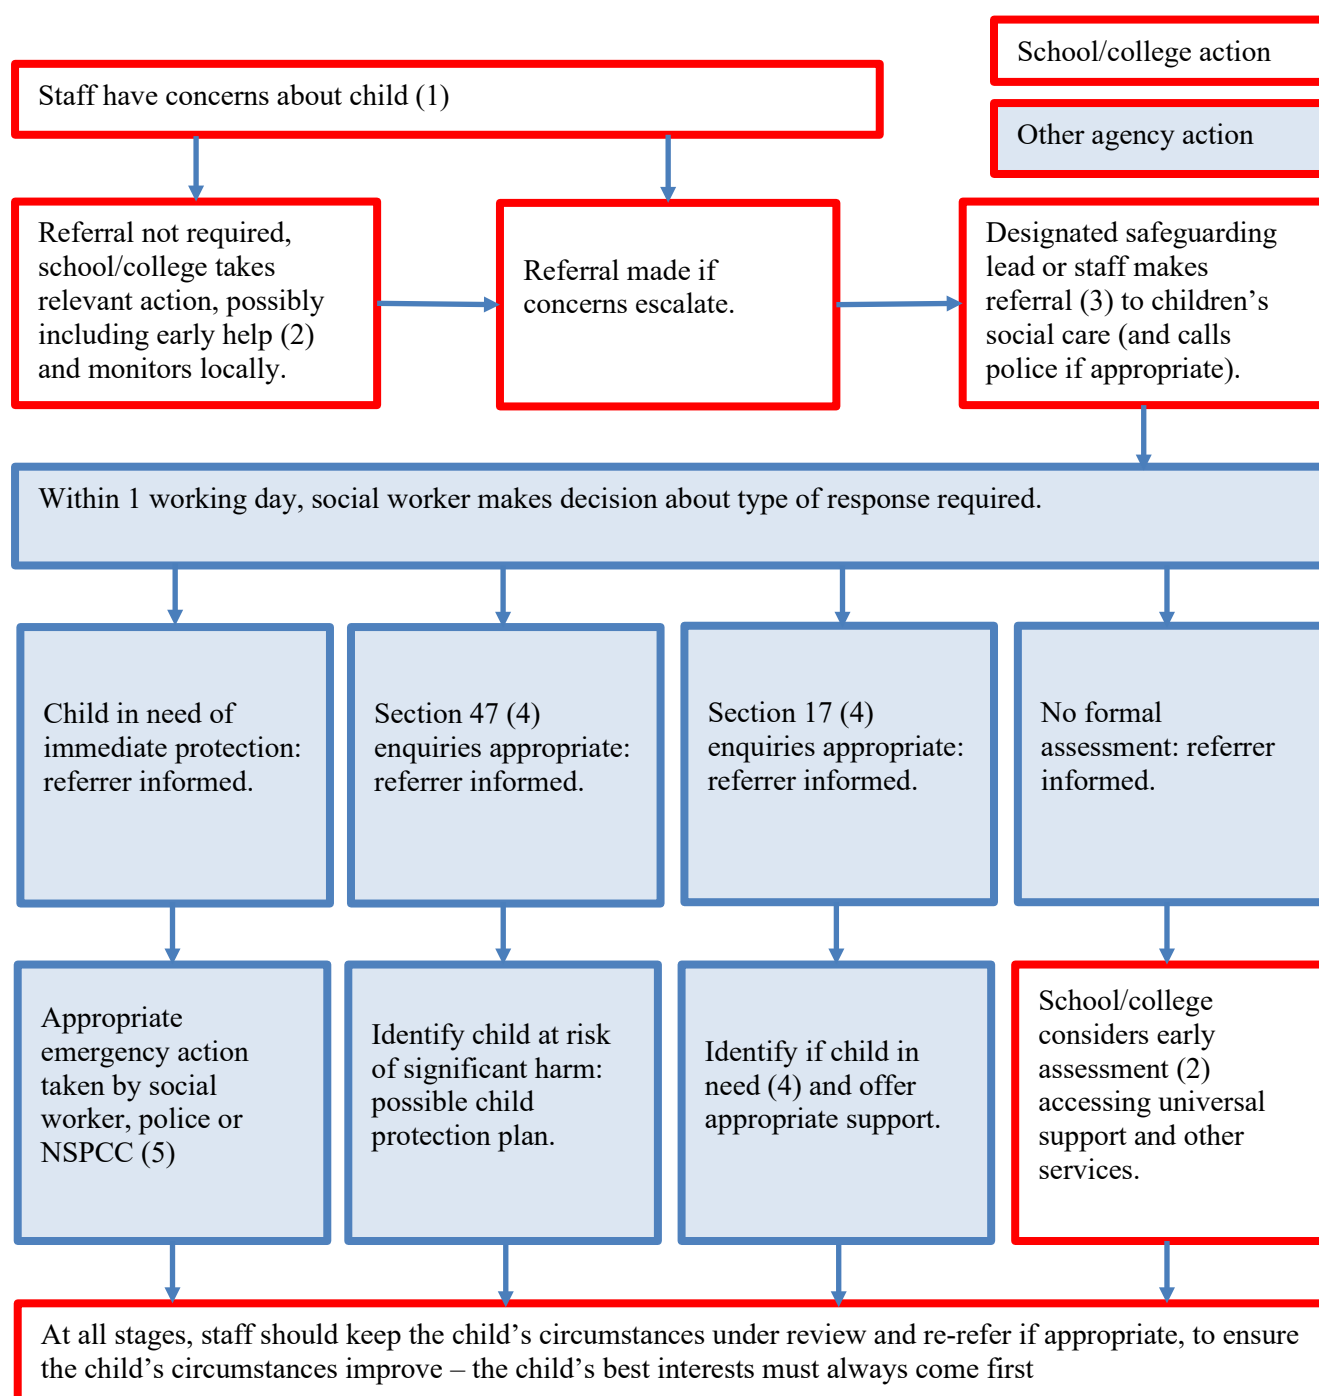 School/college action
Staff have concerns about child (1)
Other agency action
Referral not required,
school/college takes
relevant action, possibly
including early help (2)
and monitors locally.
Referral made if
concerns escalate.
Designated safeguarding
lead or staff makes
referral (3) to children’s
social care (and calls
police if appropriate).
Within 1 working day, social worker makes decision about type of response required.
Child in need of
immediate protection:
referrer informed.
Section 47 (4)
enquiries appropriate:
referrer informed.
Section 17 (4)
enquiries appropriate:
referrer informed.
No formal
assessment: referrer
informed.
Appropriate
emergency action
taken by social
worker, police or
NSPCC (5)
Identify child at risk
of significant harm:
possible child
protection plan.
Identify if child in
need (4) and offer
appropriate support.
School/college
considers early
assessment (2)
accessing universal
support and other
services.
At all stages, staff should keep the child’s circumstances under review and re-refer if appropriate, to ensure
the child’s circumstances improve – the child’s best interests must always come first